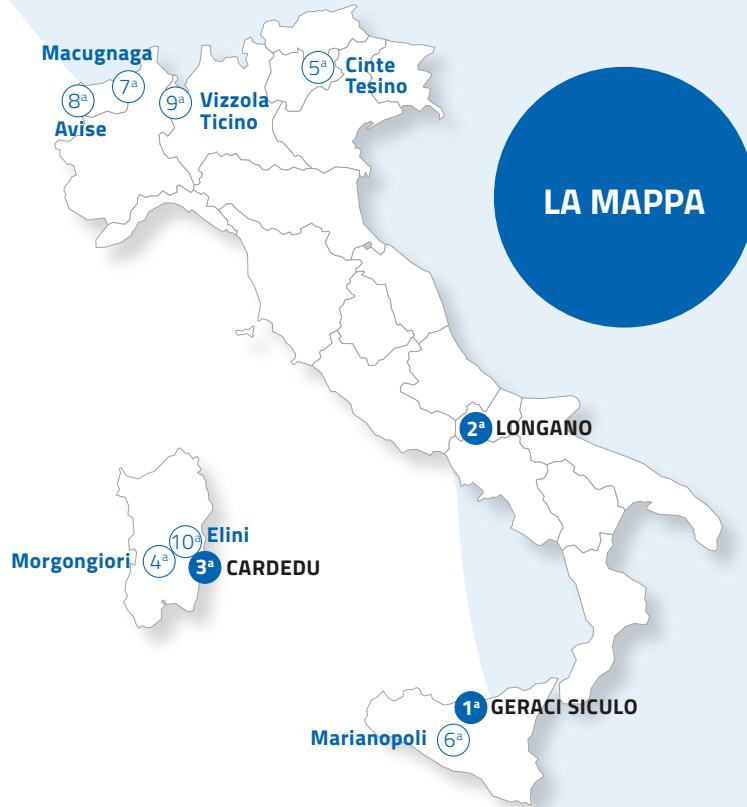 Macugnaga
7ª
8ª
Avise
9ª
Vizzola
Ticino
5ª
Cinte
Tesino
LA MAPPA
2ª LONGANO
10ª Elini
Morgongiori 4ª
3ª CARDEDU
1ª GERACI SICULO
Marianopoli 6ª